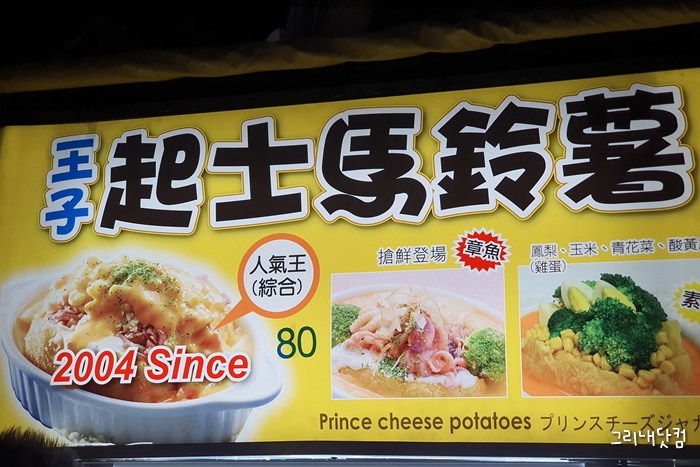 王子
起士馬鈴薯
人氣王
(綜合)
80
2004 Since
搶鮮登場
章魚
鳳梨、玉米、青花菜、酸黃
(雞蛋)
素
Prince cheese potatoes プリンスチーズジャガ
그리내닷컴